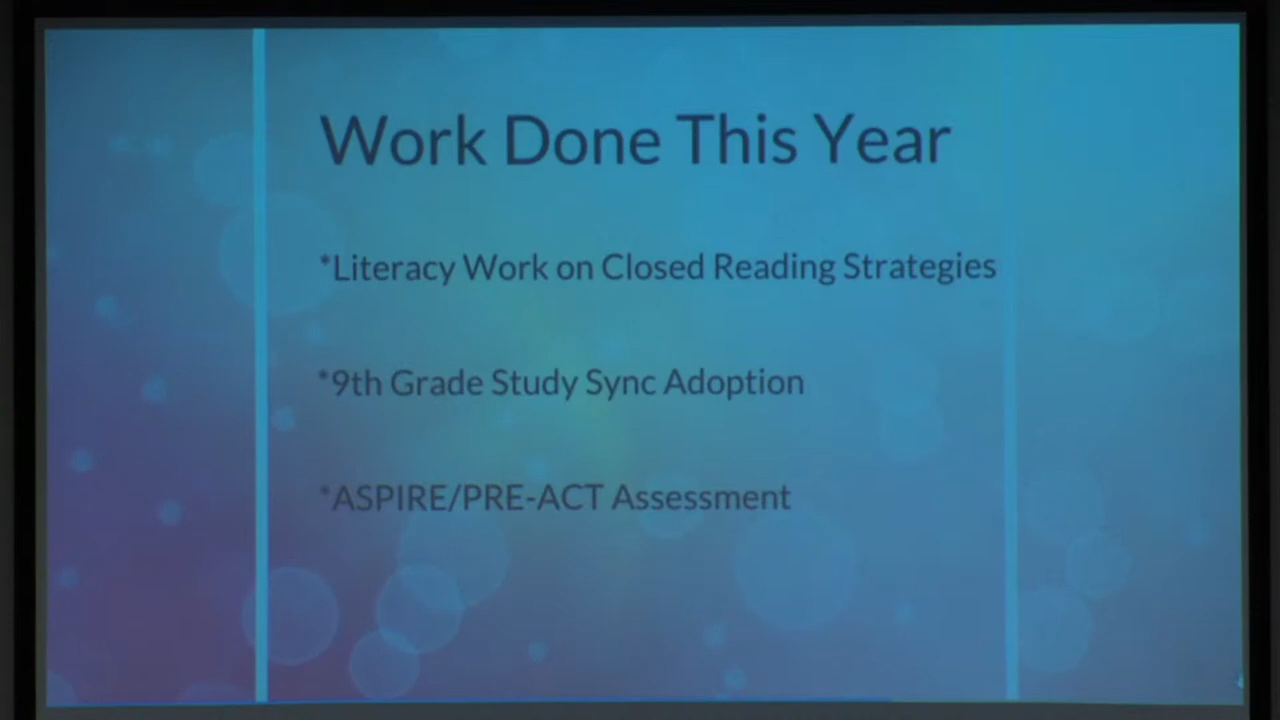 Work Done This Year
*Literacy Work on Closed Reading Strategies
*9th Grade Study Sync Adoption
*ASPIRE/PRE-ACT Assessment